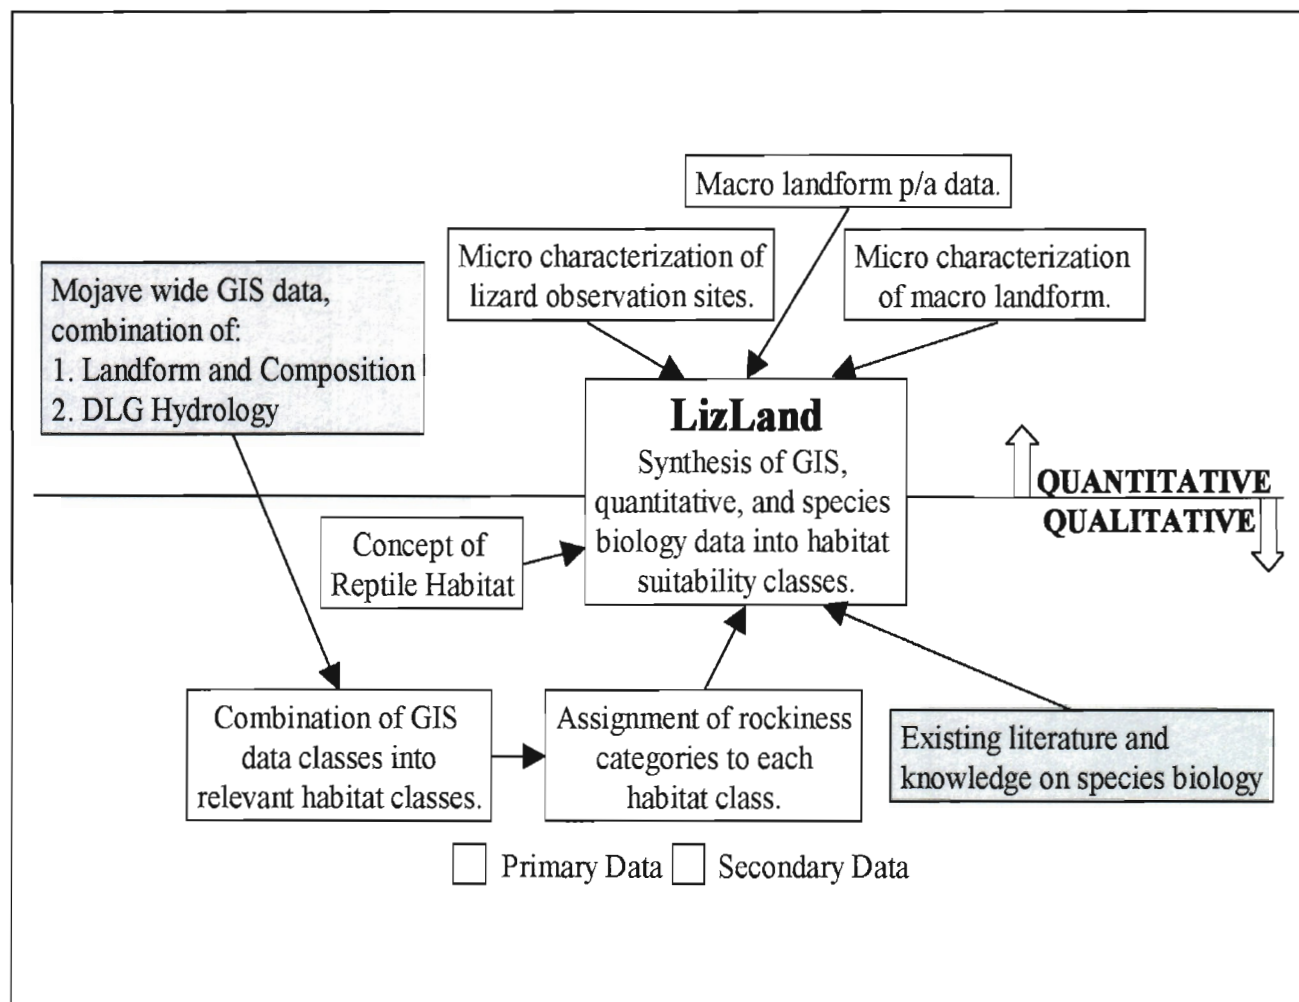 Macro landform p/a data.
Micro characterization of
lizard observation sites.
Micro characterization
of macro landform.
Mojave wide GIS data,
combination of:
1. Landform and Composition
2. DLG Hydrology
LizLand
Synthesis of GIS,
quantitative, and species
biology data into habitat
suitability classes.
QUANTITATIVE
QUALITATIVE
Concept of
Reptile Habitat
Combination of GIS
data classes into
relevant habitat classes.
Assignment of rockiness
categories to each
habitat class.
Existing literature and
knowledge on species biology
Primary Data
Secondary Data